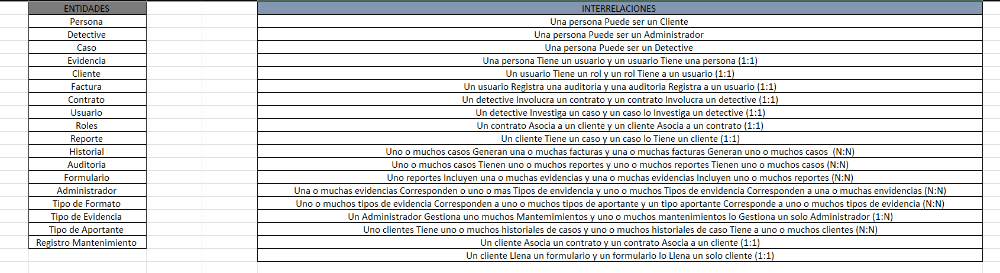 ENTIDADES
Persona
Detective
Caso
Evidencia
Cliente
Factura
Contrato
Usuario
Roles
Reporte
Historial
Auditoria
Formulario
Administrador
Tipo de Formato
Tipo de Evidencia
Tipo de Aportante
Registro Mantenimiento
INTERRELACIONES
Una persona Puede ser un Cliente
Una persona Puede ser un Administrador
Una persona Puede ser un Detective
Una persona Tiene un usuario y un usuario Tiene una persona (1:1)
Un usuario Tiene un rol y un rol Tiene a un usuario (1:1)
Un usuario Registra una auditoria y una auditoria Registra a un usuario (1:1)
Un detective Involucra un contrato y un contrato Involucra un detective (1:1)
Un detective Investiga un caso y un caso lo Investiga un detective (1:1)
Un contrato Asocia a un cliente y un cliente Asocia a un contrato (1:1)
Un cliente Tiene un caso y un caso lo Tiene un cliente (1:1)
Uno o muchos casos Generan una o muchas facturas y una o muchas facturas Generan uno o muchos casos  (N:N)
Uno o muchos casos Tienen uno o muchos reportes y uno o muchos reportes Tienen uno o muchos casos (N:N)
Uno reportes Incluyen una o muchas evidencias y una o muchas evidencias Incluyen uno o muchos reportes (N:N)
Una o muchas evidencias Corresponden o uno o mas Tipos de envidencia y uno o muchos Tipos de envidencia Corresponden a una o muchas envidencias (N:N)
Uno o muchos tipos de evidencia Corresponden a uno o muchos tipos de aportante y un tipo aportante Corresponde a uno o muchos tipos de evidencia (N:N)
Un Administrador Gestiona uno muchos Mantemimientos y uno o muchos mantenimientos lo Gestiona un solo Administrador (1:N)
Uno clientes Tiene uno o muchos historiales de casos y uno o muchos historiales de caso Tiene a uno o muchos clientes (N:N)
Un cliente Asocia un contrato y un contrato Asocia a un cliente (1:1)
Un cliente Llena un formulario y un formulario lo Llena un solo cliente (1:1)